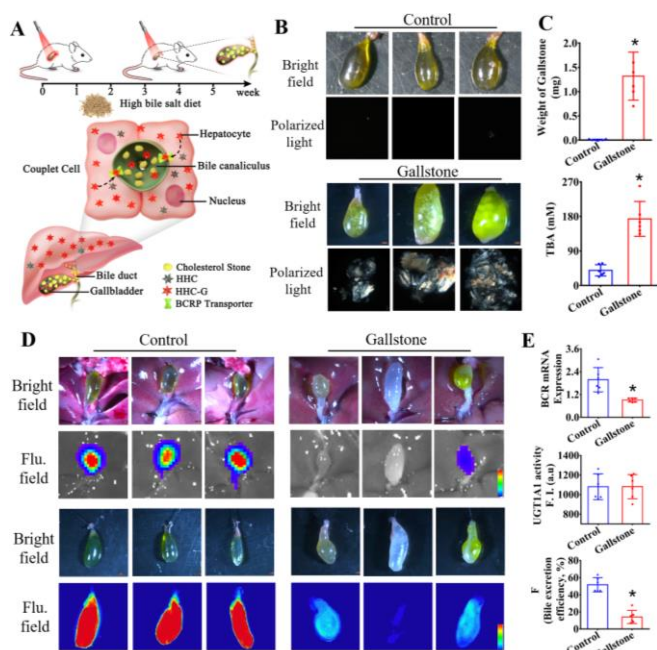 A
0 1 2 3 4 5 6 week
High bile salt diet
Hepatocyte
Couplet Cell
Bile canaliculus
Nucleus
Bile duct
Gallbladder
Cholesterol Stone
HHC
HHC-G
BCRP Transporter
B
Control
Bright
field
Polarized
light
Gallstone
Bright
field
Polarized
light
C
Weight of Gallstone
(mg)
2.0
1.5
1.0
0.5
0.0
*
Control
Gallstone
TBA (mM)
270
180
90
0
*
Control
Gallstone
D
Control
Gallstone
Bright
field
Flu.
field
Bright
field
Flu.
field
E
BCR mRNA
Expression
3.6
2.4
1.2
0.0
*
Control
Gallstone
UGT1A1 activity
F. I. (a.u)
1400
1200
1000
800
600
Control
Gallstone
F
(Bile excretion
efficiency, %)
80
60
40
20
0
*
Control
Gallstone